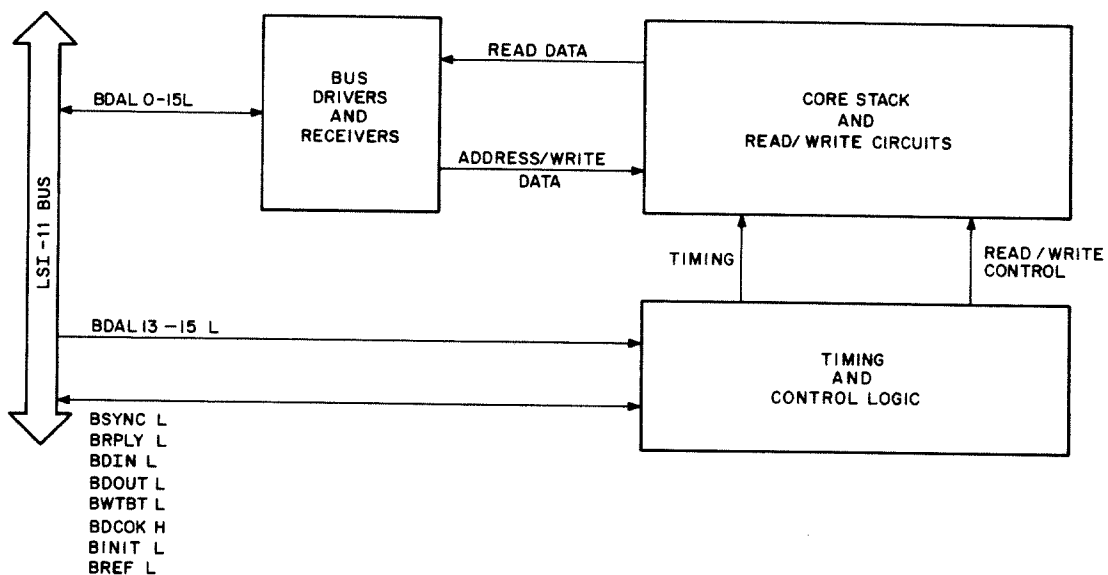 READ DATA
BUS
DRIVERS
AND
RECEIVERS
BDAL 0-15L
CORE STACK
AND
READ/WRITE CIRCUITS
ADDRESS/WRITE
DATA
LSI-11 BUS
TIMING
READ/WRITE
CONTROL
BDAL 13-15 L
TIMING
AND
CONTROL LOGIC
BSYNC L
BRPLY L
BDIN L
BDOUT L
BWTBT L
BDCOK H
BINIT L
BREF L